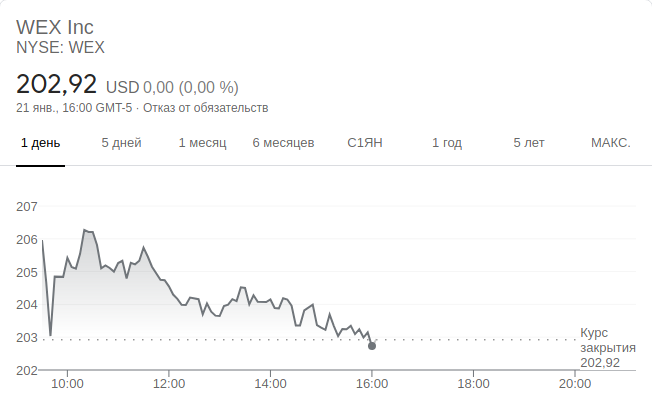 WEX Inc
NYSE: WEX
202,92 USD 0,00 (0,00 %)
21 янв., 16:00 GMT-5 · Отказ от обязательств
1 день 5 дней 1 месяц 6 месяцев С1ЯН 1 год 5 лет МАКС.
207
206
205
204
203
202
Курс
закрытия
202,92
10:00 12:00 14:00 16:00 18:00 20:00